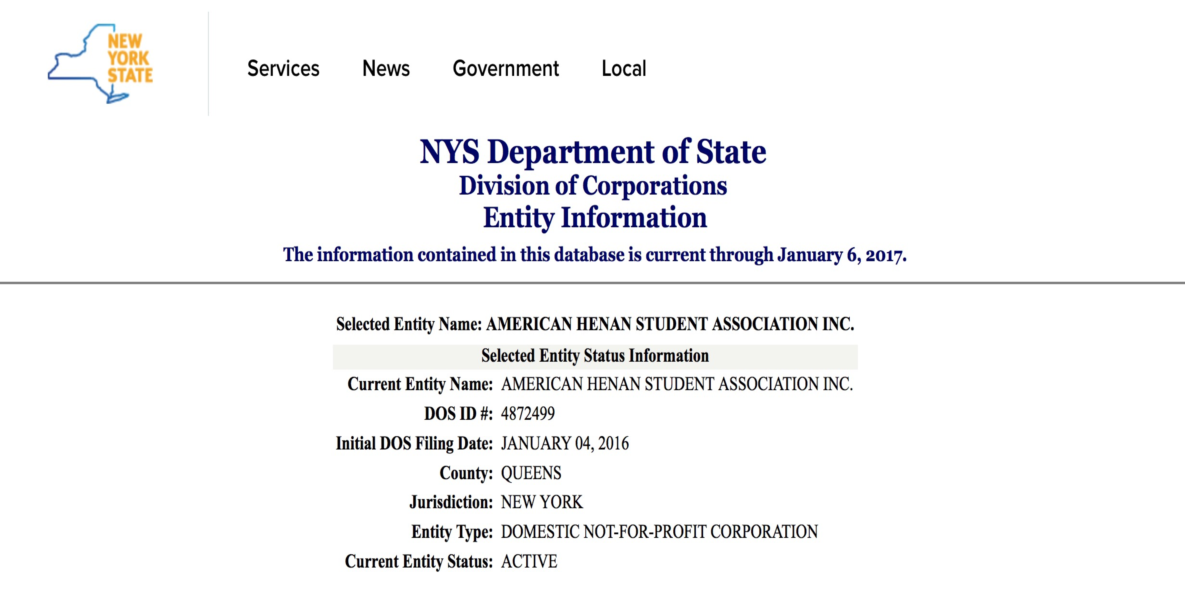 NEW
YORK
STATE
Services News Government Local
NYS Department of State
Division of Corporations
Entity Information
The information contained in this database is current through January 6, 2017.
Selected Entity Name: AMERICAN HENAN STUDENT ASSOCIATION INC.
Selected Entity Status Information
Current Entity Name: AMERICAN HENAN STUDENT ASSOCIATION INC.
DOS ID #: 4872499
Initial DOS Filing Date: JANUARY 04, 2016
County: QUEENS
Jurisdiction: NEW YORK
Entity Type: DOMESTIC NOT-FOR-PROFIT CORPORATION
Current Entity Status: ACTIVE